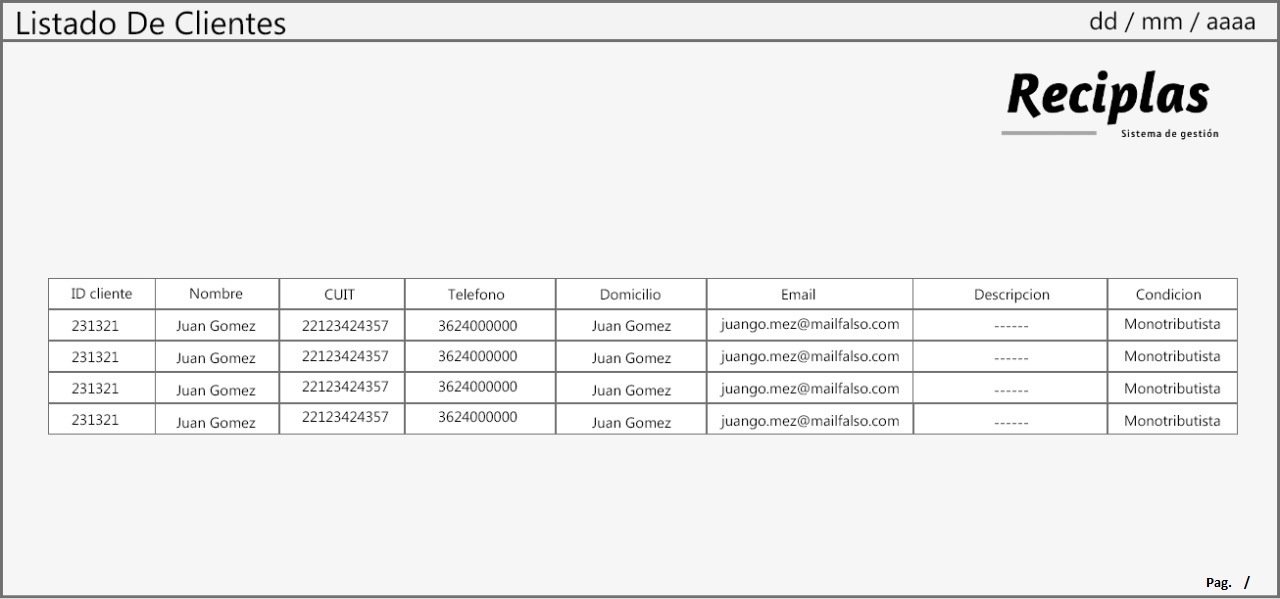 Listado De Clientes dd / mm / aaaa
Reciplas
Sistema de gestión
ID cliente Nombre CUIT Telefono Domicilio Email Descripcion Condicion
231321 Juan Gomez 22123424357 3624000000 Juan Gomez juango.mez@mailfalso.com ------ Monotributista
231321 Juan Gomez 22123424357 3624000000 Juan Gomez juango.mez@mailfalso.com ------ Monotributista
231321 Juan Gomez 22123424357 3624000000 Juan Gomez juango.mez@mailfalso.com ------ Monotributista
231321 Juan Gomez 22123424357 3624000000 Juan Gomez juango.mez@mailfalso.com ------ Monotributista
Pag. /